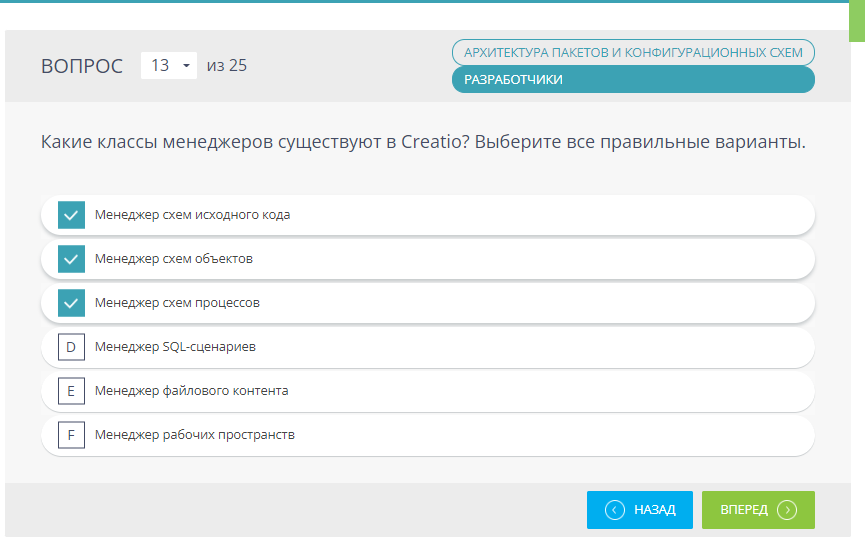 ВОПРОС 13 из 25
АРХИТЕКТУРА ПАКЕТОВ И КОНФИГУРАЦИОННЫХ СХЕМ
РАЗРАБОТЧИКИ
Какие классы менеджеров существуют в Creatio? Выберите все правильные варианты.
Менеджер схем исходного кода
Менеджер схем объектов
Менеджер схем процессов
D Менеджер SQL-сценариев
E Менеджер файлового контента
F Менеджер рабочих пространств
НАЗАД ВПЕРЕД